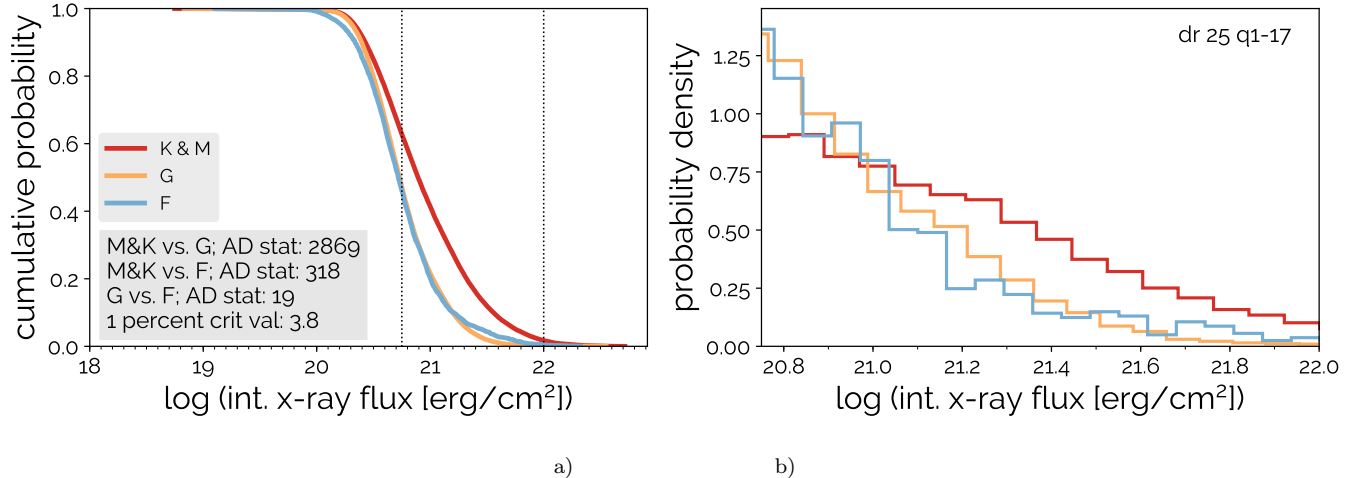 cumulative probability
1.0
0.8
0.6
0.4
0.2
0.0
K & M
G
F
M&K vs. G; AD stat: 2869
M&K vs. F; AD stat: 318
G vs. F; AD stat: 19
1 percent crit val: 3.8
18 19 20 21 22
log (int. x-ray flux [erg/cm²])
a)
probability density
1.25
1.00
0.75
0.50
0.25
0.00
dr 25 q1-17
20.8 21.0 21.2 21.4 21.6 21.8 22.0
log (int. x-ray flux [erg/cm²])
b)